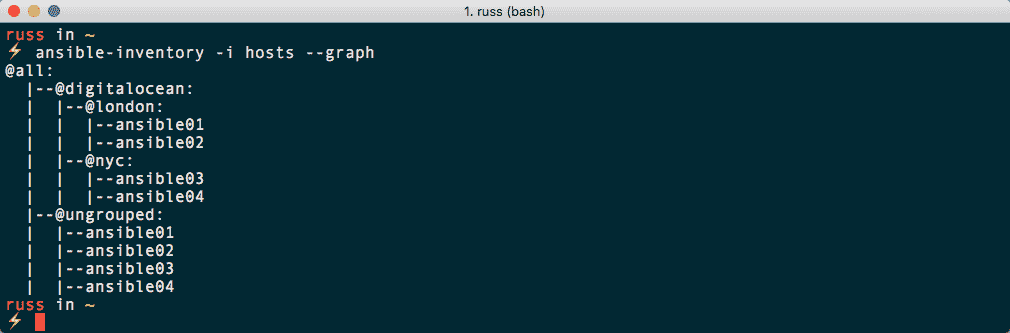 1. russ (bash)
russ in ~
⚡ ansible-inventory -i hosts --graph
@all:
  |--@digitalocean:
  |  |--@london:
  |  |  |--ansible01
  |  |  |--ansible02
  |  |--@nyc:
  |  |  |--ansible03
  |  |  |--ansible04
  |--@ungrouped:
  |  |--ansible01
  |  |--ansible02
  |  |--ansible03
  |  |--ansible04
russ in ~
⚡